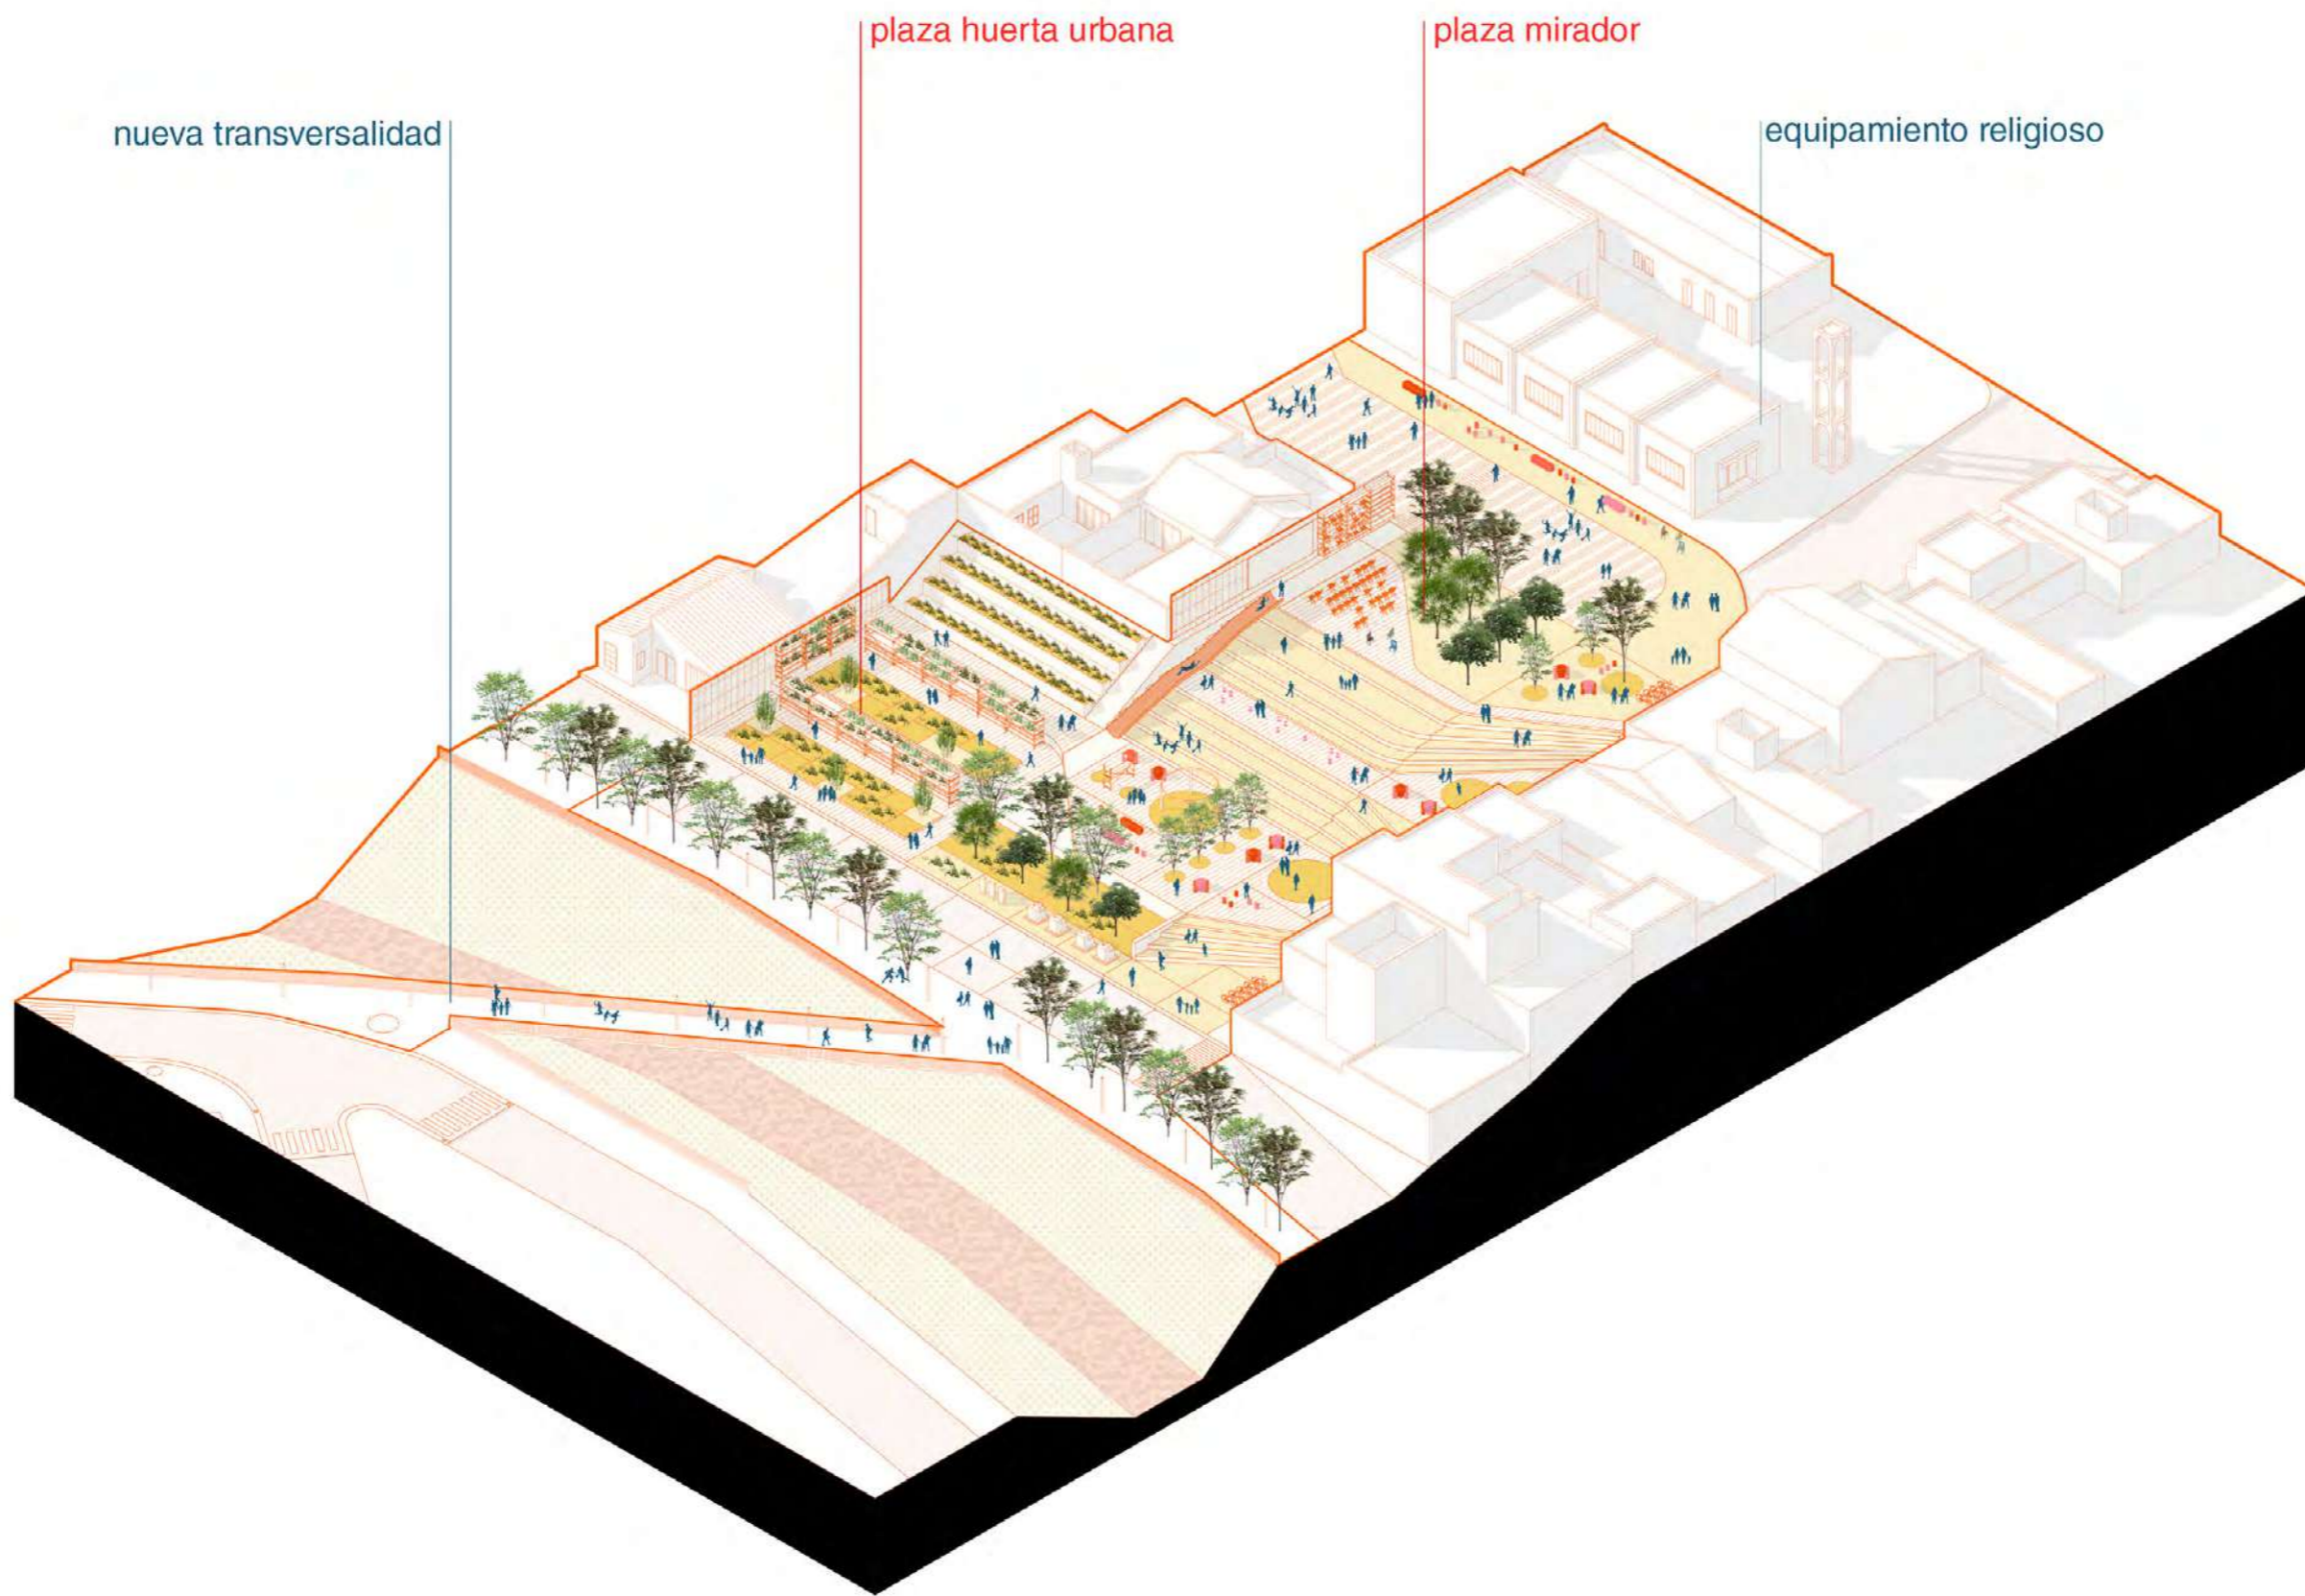 plaza huerta urbana
plaza mirador
nueva transversalidad
equipamiento religioso